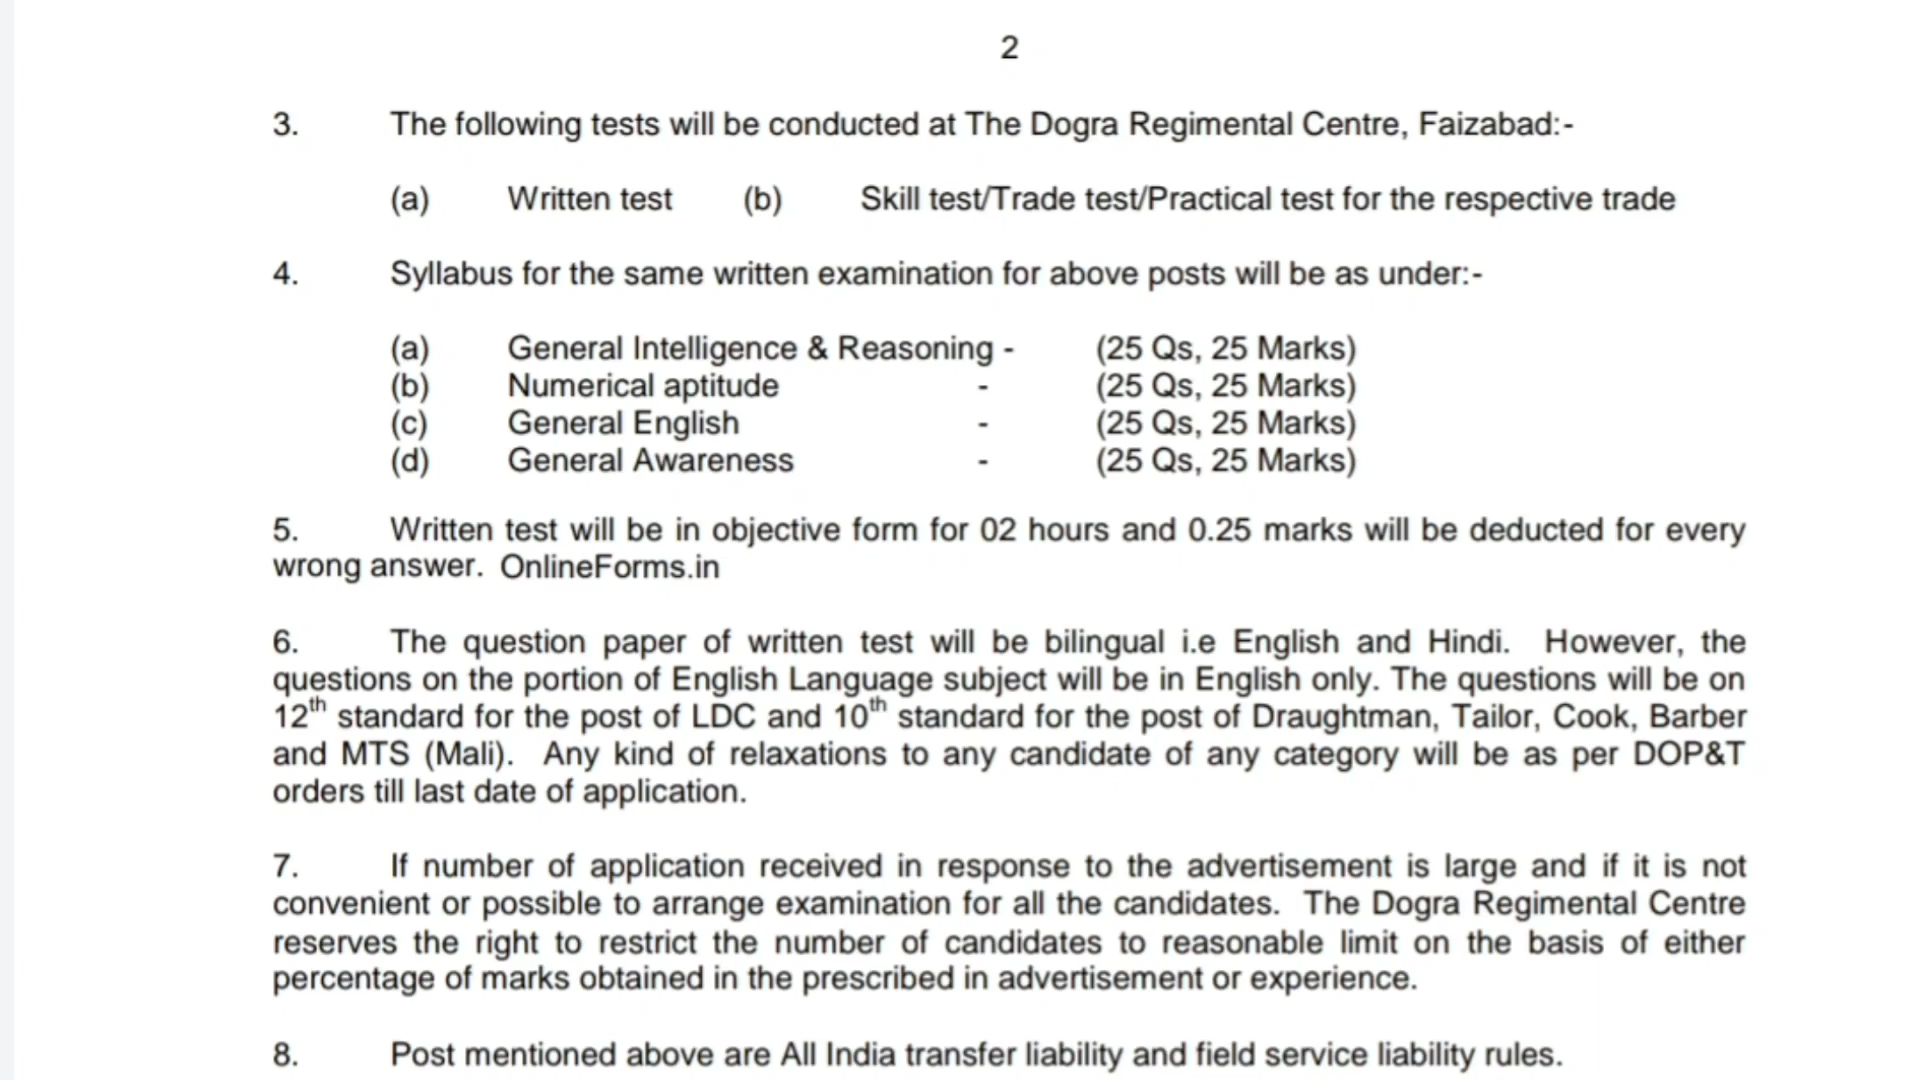 2
3. The following tests will be conducted at The Dogra Regimental Centre, Faizabad:-
(a) Written test (b) Skill test/Trade test/Practical test for the respective trade
4. Syllabus for the same written examination for above posts will be as under:-
(a) General Intelligence & Reasoning - (25 Qs, 25 Marks)
(b) Numerical aptitude - (25 Qs, 25 Marks)
(c) General English - (25 Qs, 25 Marks)
(d) General Awareness - (25 Qs, 25 Marks)
5. Written test will be in objective form for 02 hours and 0.25 marks will be deducted for every
wrong answer. OnlineForms.in
6. The question paper of written test will be bilingual i.e English and Hindi. However, the
questions on the portion of English Language subject will be in English only. The questions will be on
12th standard for the post of LDC and 10th standard for the post of Draughtman, Tailor, Cook, Barber
and MTS (Mali). Any kind of relaxations to any candidate of any category will be as per DOP&T
orders till last date of application.
7. If number of application received in response to the advertisement is large and if it is not
convenient or possible to arrange examination for all the candidates. The Dogra Regimental Centre
reserves the right to restrict the number of candidates to reasonable limit on the basis of either
percentage of marks obtained in the prescribed in advertisement or experience.
8. Post mentioned above are All India transfer liability and field service liability rules.